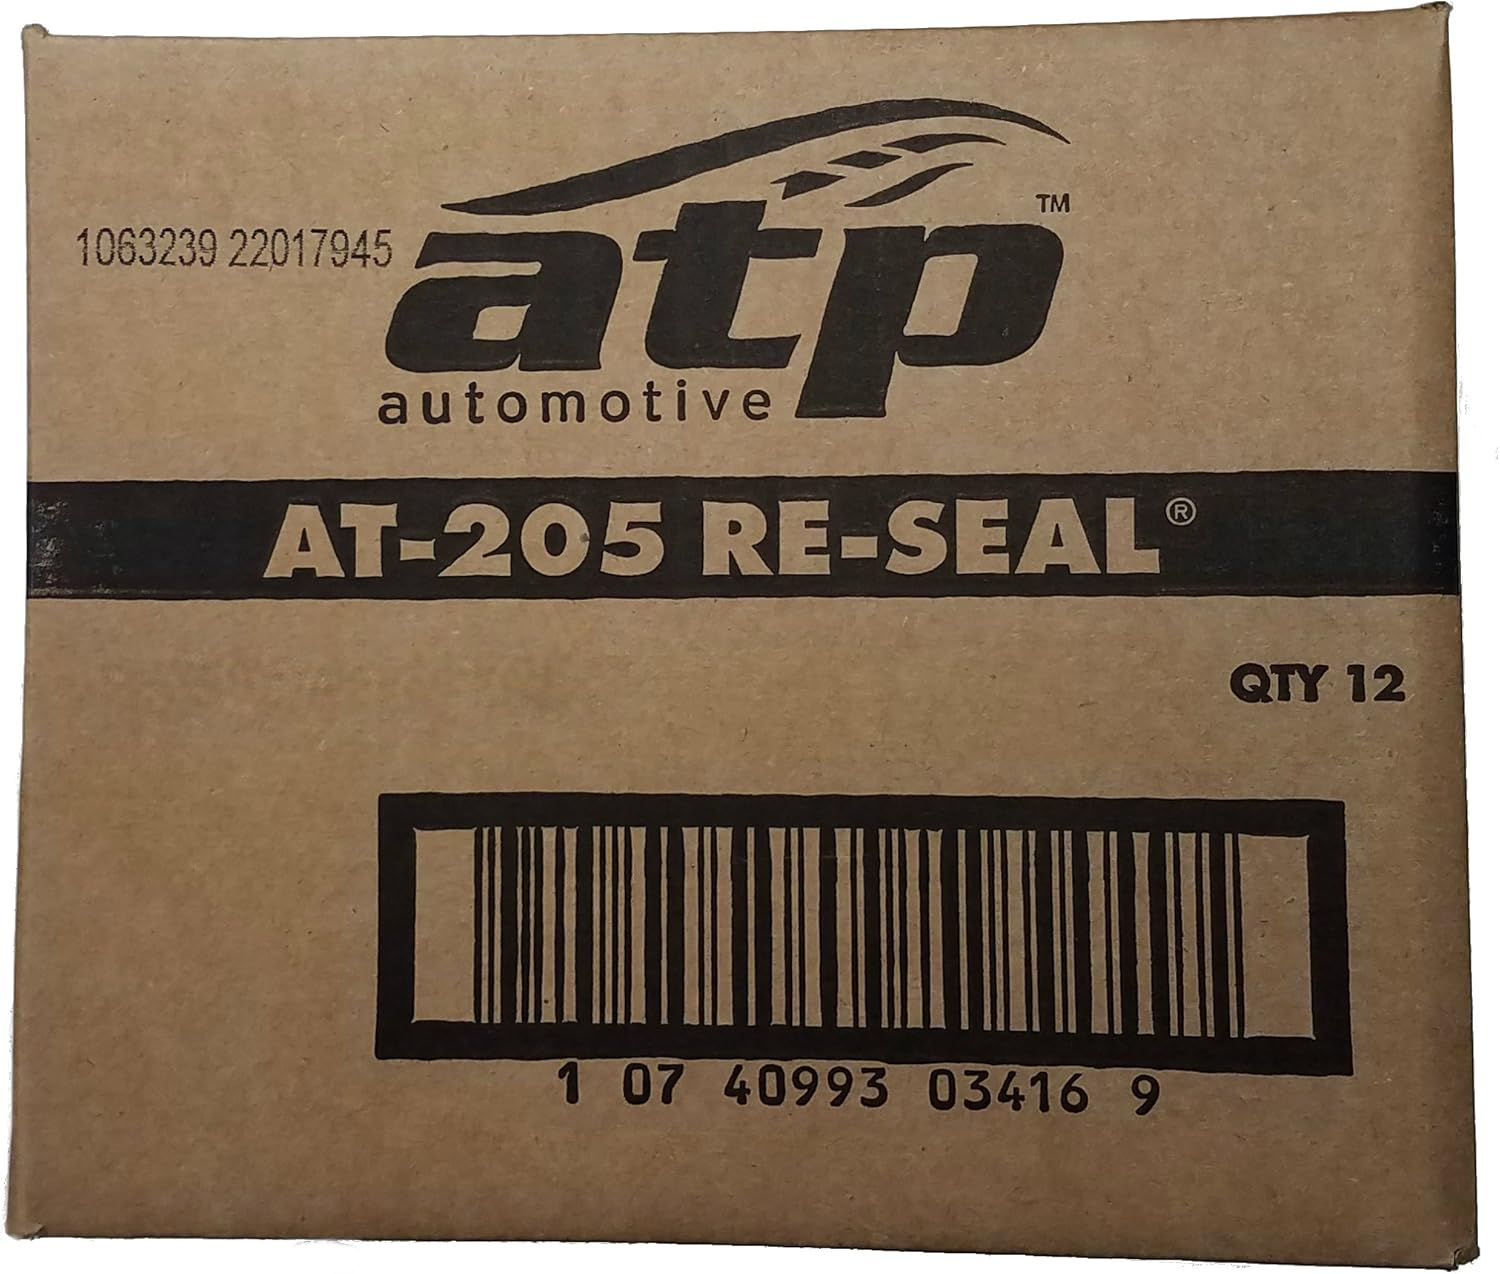 1063239 22017945
atp™
automotive
AT-205 RE-SEAL®
QTY 12
1 07 40993 03416 9